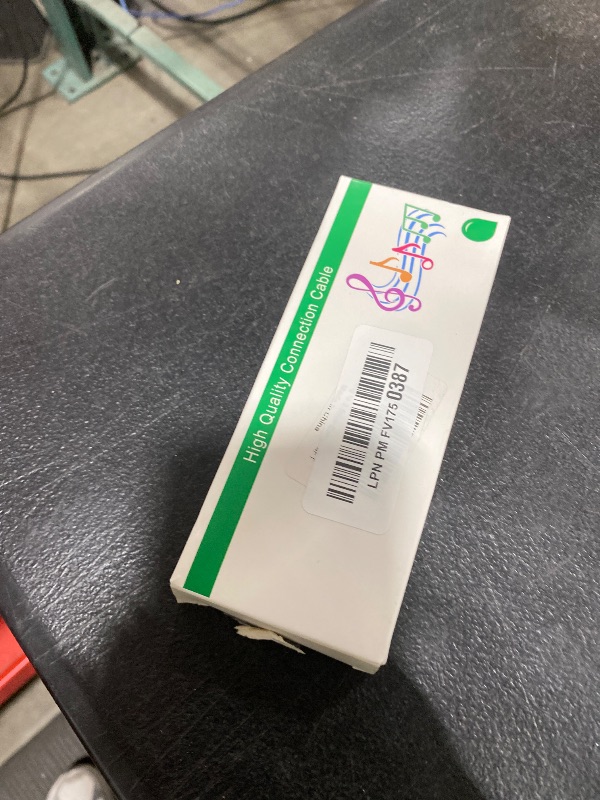 High Quality Connection Cable
LPN PM FV175 0387